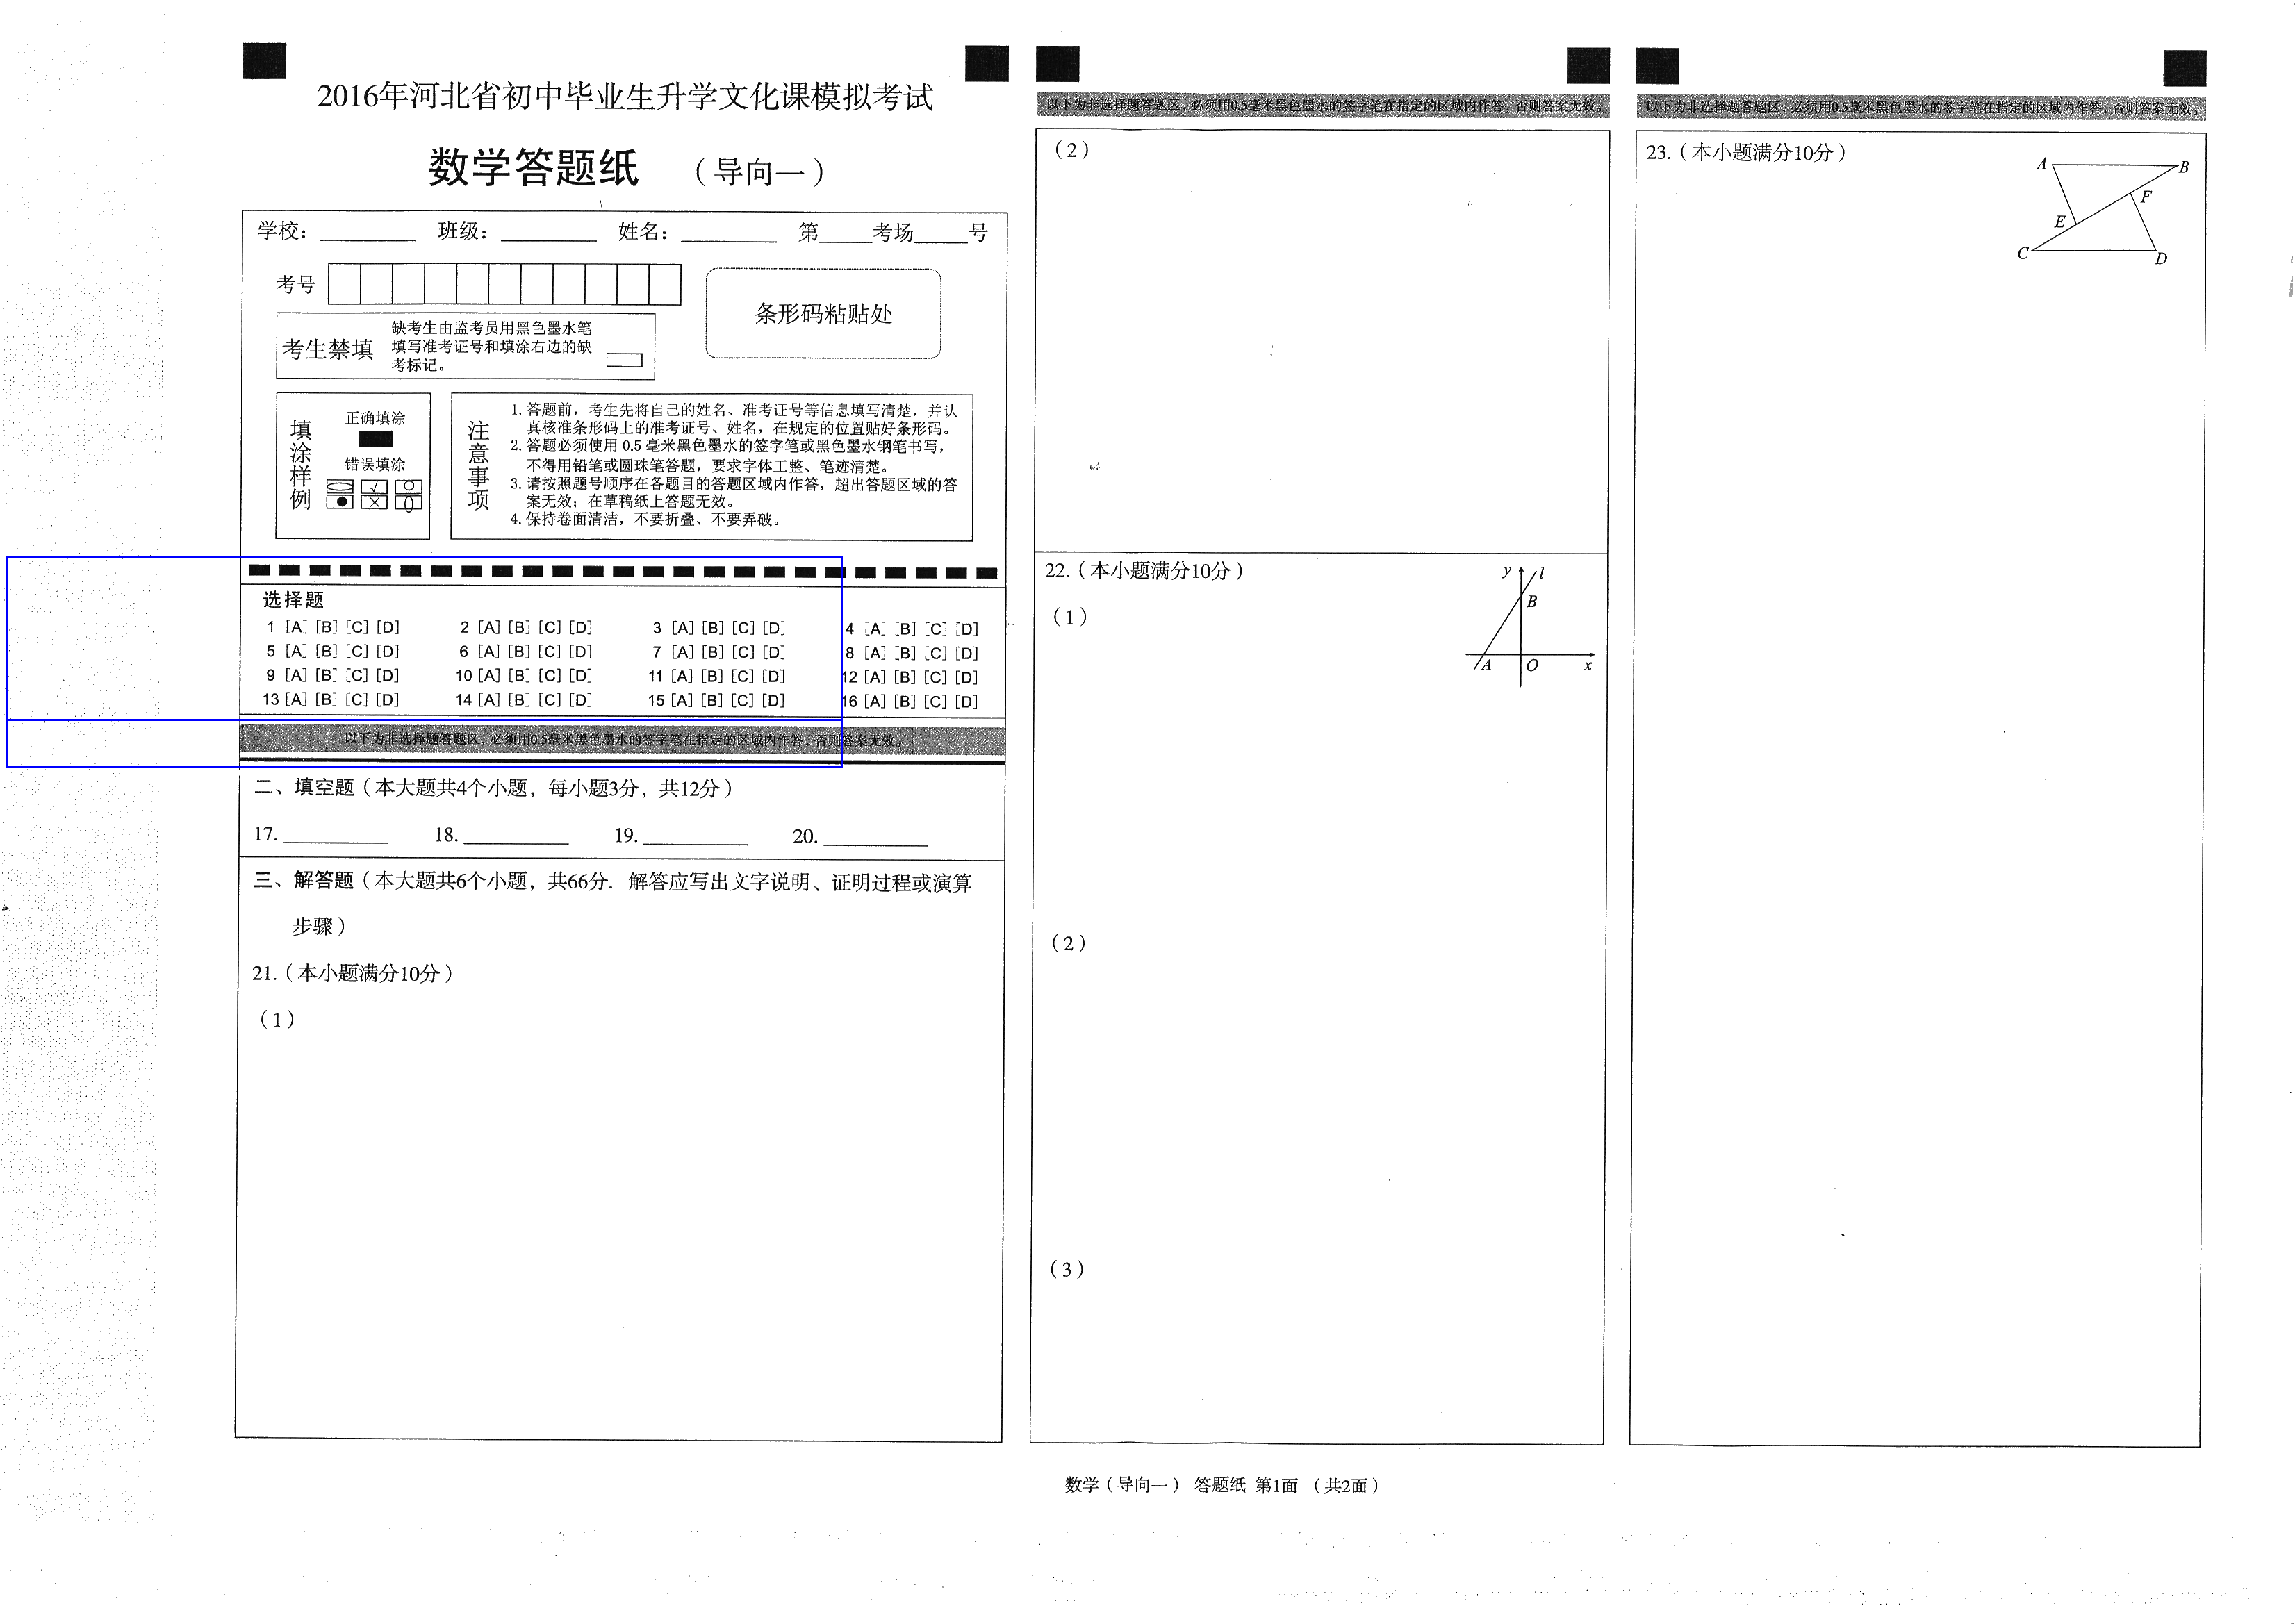 2016年河北省初中毕业生升学文化课模拟考试
数学答题纸 （导向一）
学校： 班级： 姓名： 第 考场 号
考号
条形码粘贴处
考生禁填
缺考生由监考员用黑色墨水笔
填写准考证号和填涂右边的缺
考标记。
填涂样例
正确填涂
错误填涂
注意事项
1. 答题前，考生先将自己的姓名、准考证号等信息填写清楚，并认
真核准条形码上的准考证号、姓名，在规定的位置贴好条形码。
2. 答题必须使用 0.5 毫米黑色墨水的签字笔或黑色墨水钢笔书写，
不得用铅笔或圆珠笔答题，要求字体工整、笔迹清楚。
3. 请按照题号顺序在各题目的答题区域内作答，超出答题区域的答
案无效；在草稿纸上答题无效。
4. 保持卷面清洁，不要折叠、不要弄破。
选择题
1 [A] [B] [C] [D] 2 [A] [B] [C] [D] 3 [A] [B] [C] [D] 4 [A] [B] [C] [D]
5 [A] [B] [C] [D] 6 [A] [B] [C] [D] 7 [A] [B] [C] [D] 8 [A] [B] [C] [D]
9 [A] [B] [C] [D] 10 [A] [B] [C] [D] 11 [A] [B] [C] [D] 12 [A] [B] [C] [D]
13 [A] [B] [C] [D] 14 [A] [B] [C] [D] 15 [A] [B] [C] [D] 16 [A] [B] [C] [D]
以下为非选择题答题区，必须用0.5毫米黑色墨水的签字笔在指定的区域内作答，否则答案无效。
二、填空题（本大题共4个小题，每小题3分，共12分）
17. 18. 19. 20.
三、解答题（本大题共6个小题，共66分．解答应写出文字说明、证明过程或演算
步骤）
21.（本小题满分10分）
（1）
以下为非选择题答题区，必须用0.5毫米黑色墨水的签字笔在指定的区域内作答，否则答案无效。
（2）
22.（本小题满分10分）
（1）
y l
B
A O x
（2）
（3）
以下为非选择题答题区，必须用0.5毫米黑色墨水的签字笔在指定的区域内作答，否则答案无效。
23.（本小题满分10分）
A B
F
E
C D
数学（导向一） 答题纸 第1面 （共2面）